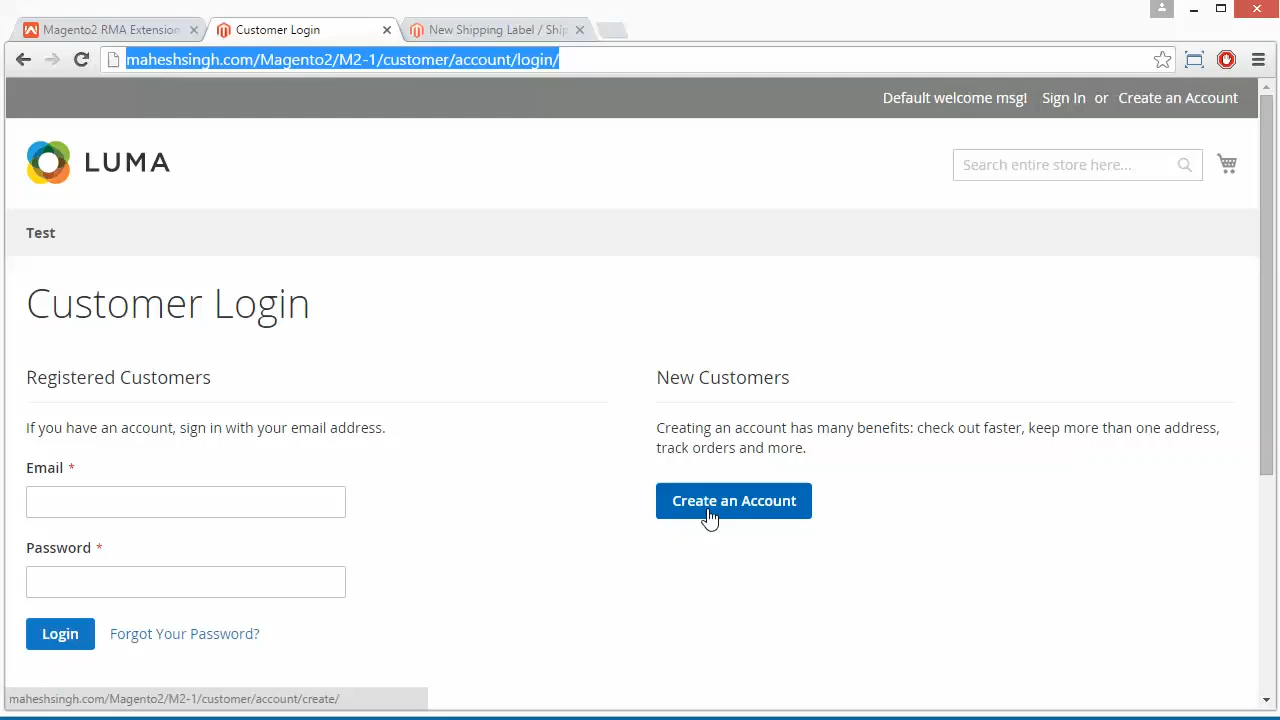 Magento2 RMA Extension
Customer Login
New Shipping Label / Ship
maheshsingh.com/Magento2/M2-1/customer/account/login/
Default welcome msg! Sign In or Create an Account
LUMA
Search entire store here...
Test
Customer Login
Registered Customers
If you have an account, sign in with your email address.
Email *
Password *
Login Forgot Your Password?
New Customers
Creating an account has many benefits: check out faster, keep more than one address,
track orders and more.
Create an Account
maheshsingh.com/Magento2/M2-1/customer/account/create/